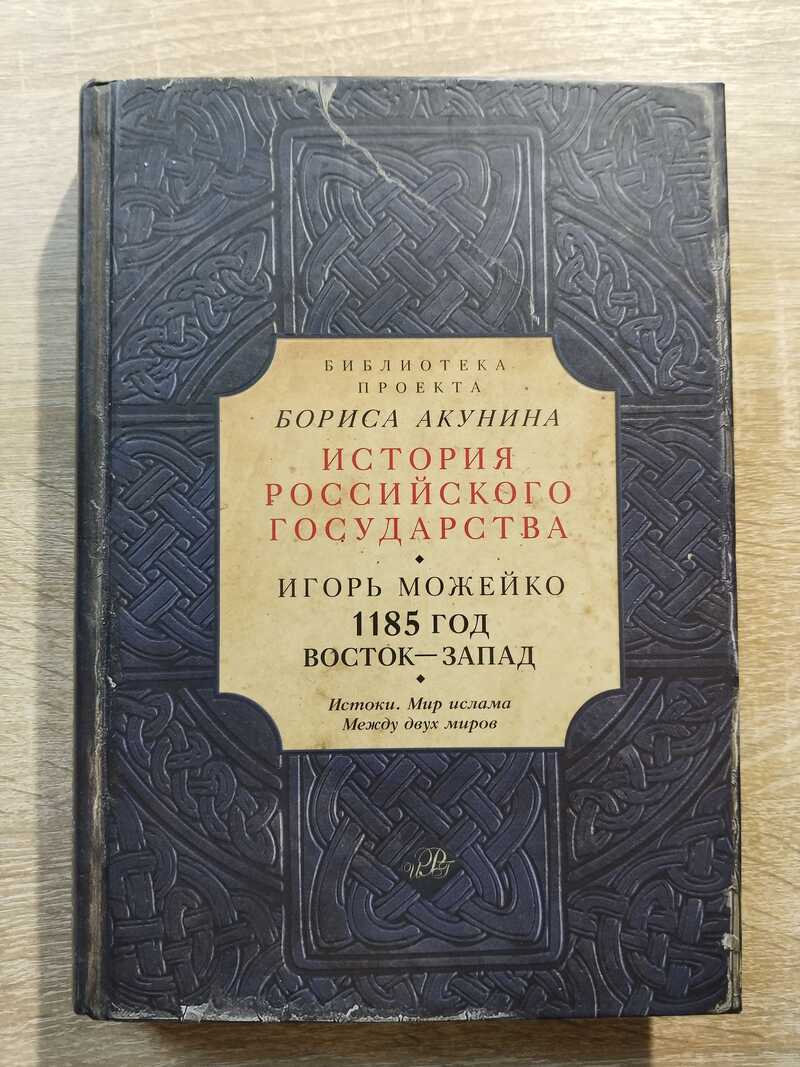 БИБЛИОТЕКА
ПРОЕКТА
БОРИСА АКУНИНА
ИСТОРИЯ
РОССИЙСКОГО
ГОСУДАРСТВА
ИГОРЬ МОЖЕЙКО
1185 ГОД
ВОСТОК—ЗАПАД
Истоки. Мир ислама
Между двух миров
ИРГ